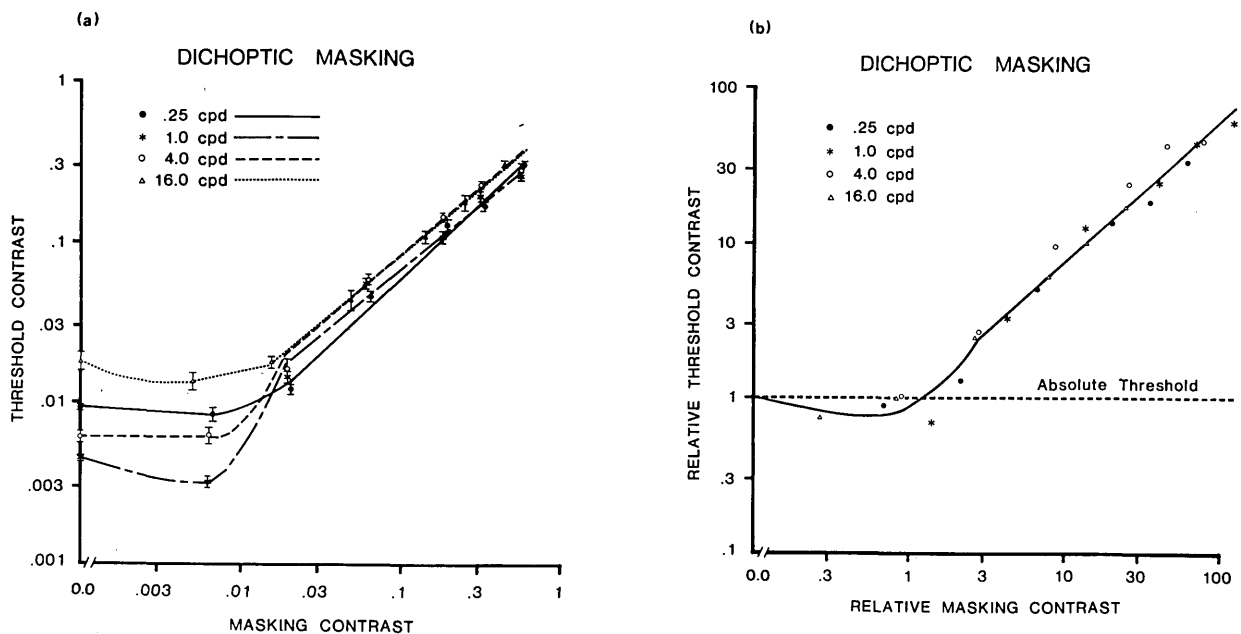 (a)
DICHOPTIC MASKING
.25 cpd
1.0 cpd
4.0 cpd
16.0 cpd
THRESHOLD CONTRAST
1
.3
.1
.03
.01
.003
.001
0.0 .003 .01 .03 .1 .3 1
MASKING CONTRAST
(b)
DICHOPTIC MASKING
.25 cpd
1.0 cpd
4.0 cpd
16.0 cpd
RELATIVE THRESHOLD CONTRAST
100
30
10
3
1
.3
.1
Absolute Threshold
0.0 .3 1 3 10 30 100
RELATIVE MASKING CONTRAST